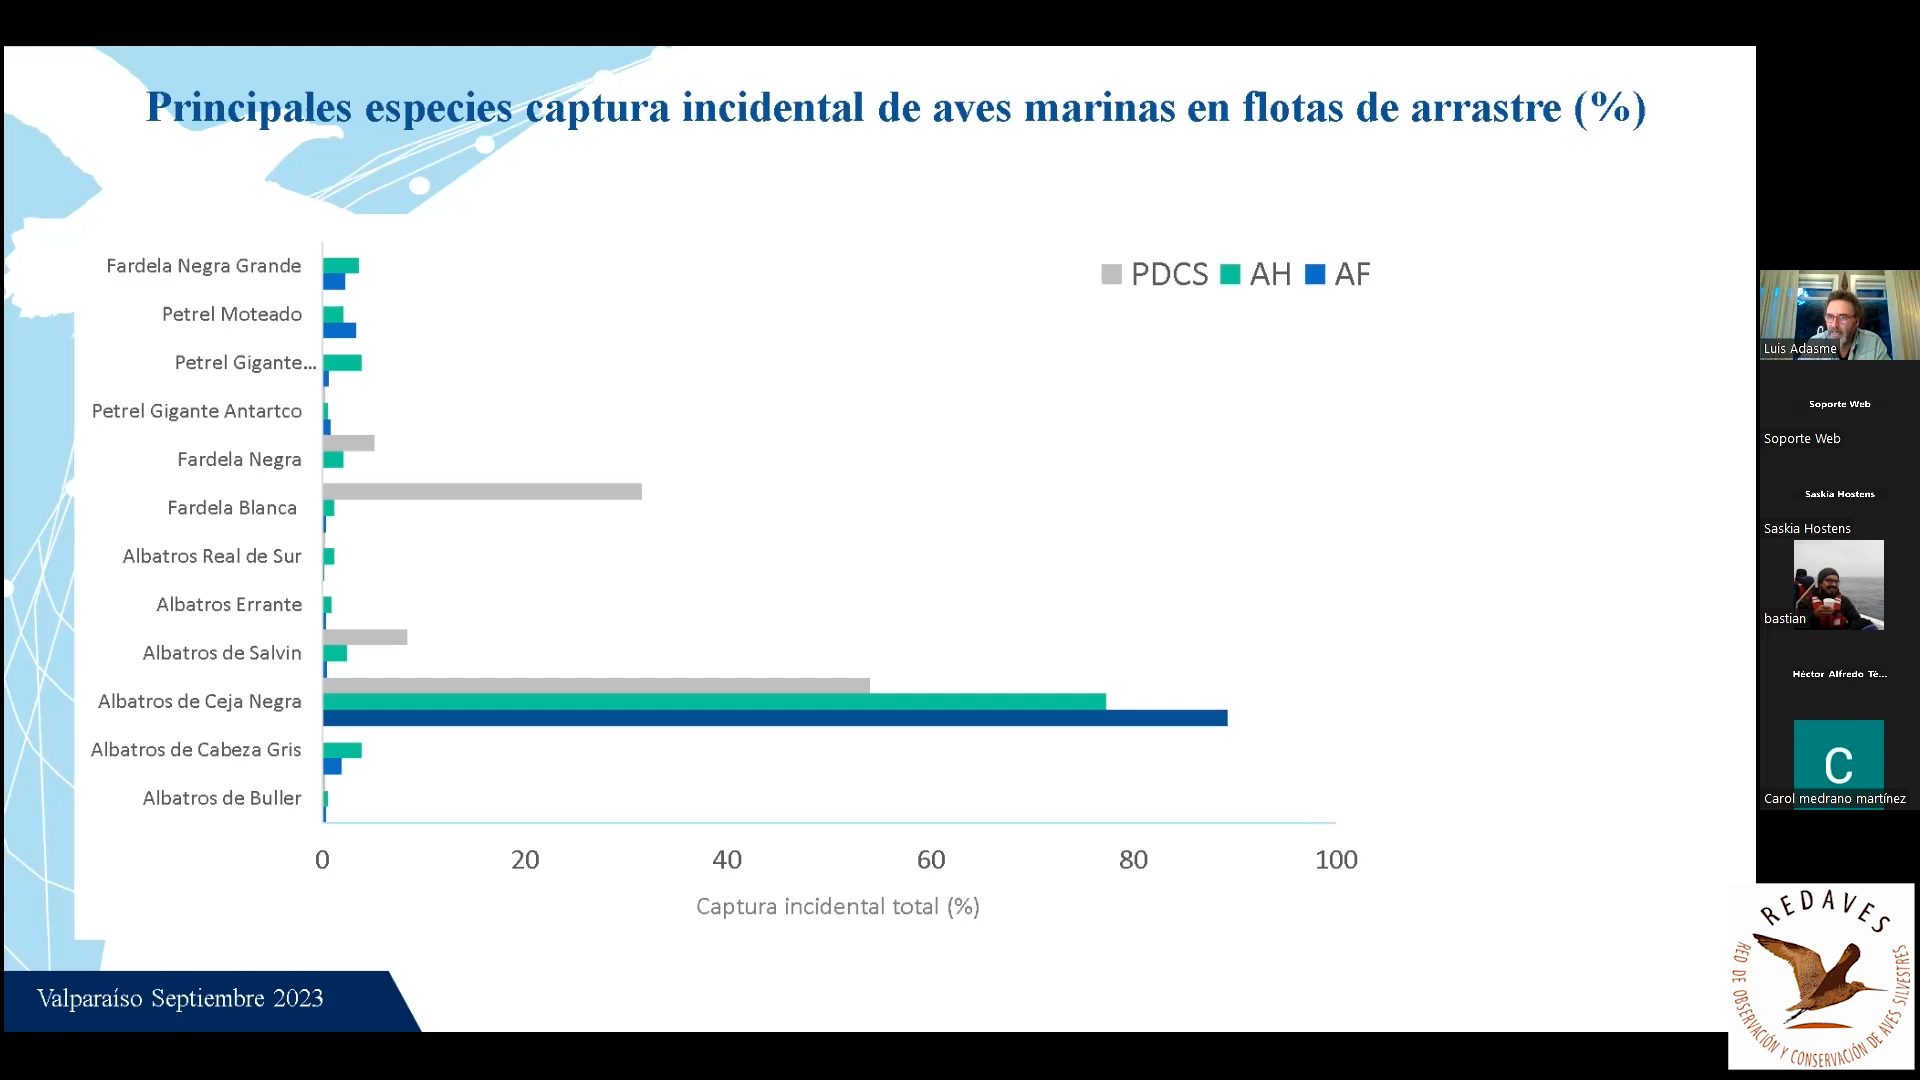 Principales especies captura incidental de aves marinas en flotas de arrastre (%)
PDCS AH AF
Fardela Negra Grande
Petrel Moteado
Petrel Gigante...
Petrel Gigante Antartco
Fardela Negra
Fardela Blanca
Albatros Real de Sur
Albatros Errante
Albatros de Salvin
Albatros de Ceja Negra
Albatros de Cabeza Gris
Albatros de Buller
0 20 40 60 80 100
Captura incidental total (%)
Valparaíso Septiembre 2023
Luis Adasme
Soporte Web
Soporte Web
Saskia Hostens
Saskia Hostens
bastian
Héctor Alfredo Té...
C
Carol medrano martínez
REDAVES
RED DE OBSERVACIÓN Y CONSERVACIÓN DE AVES SILVESTRES